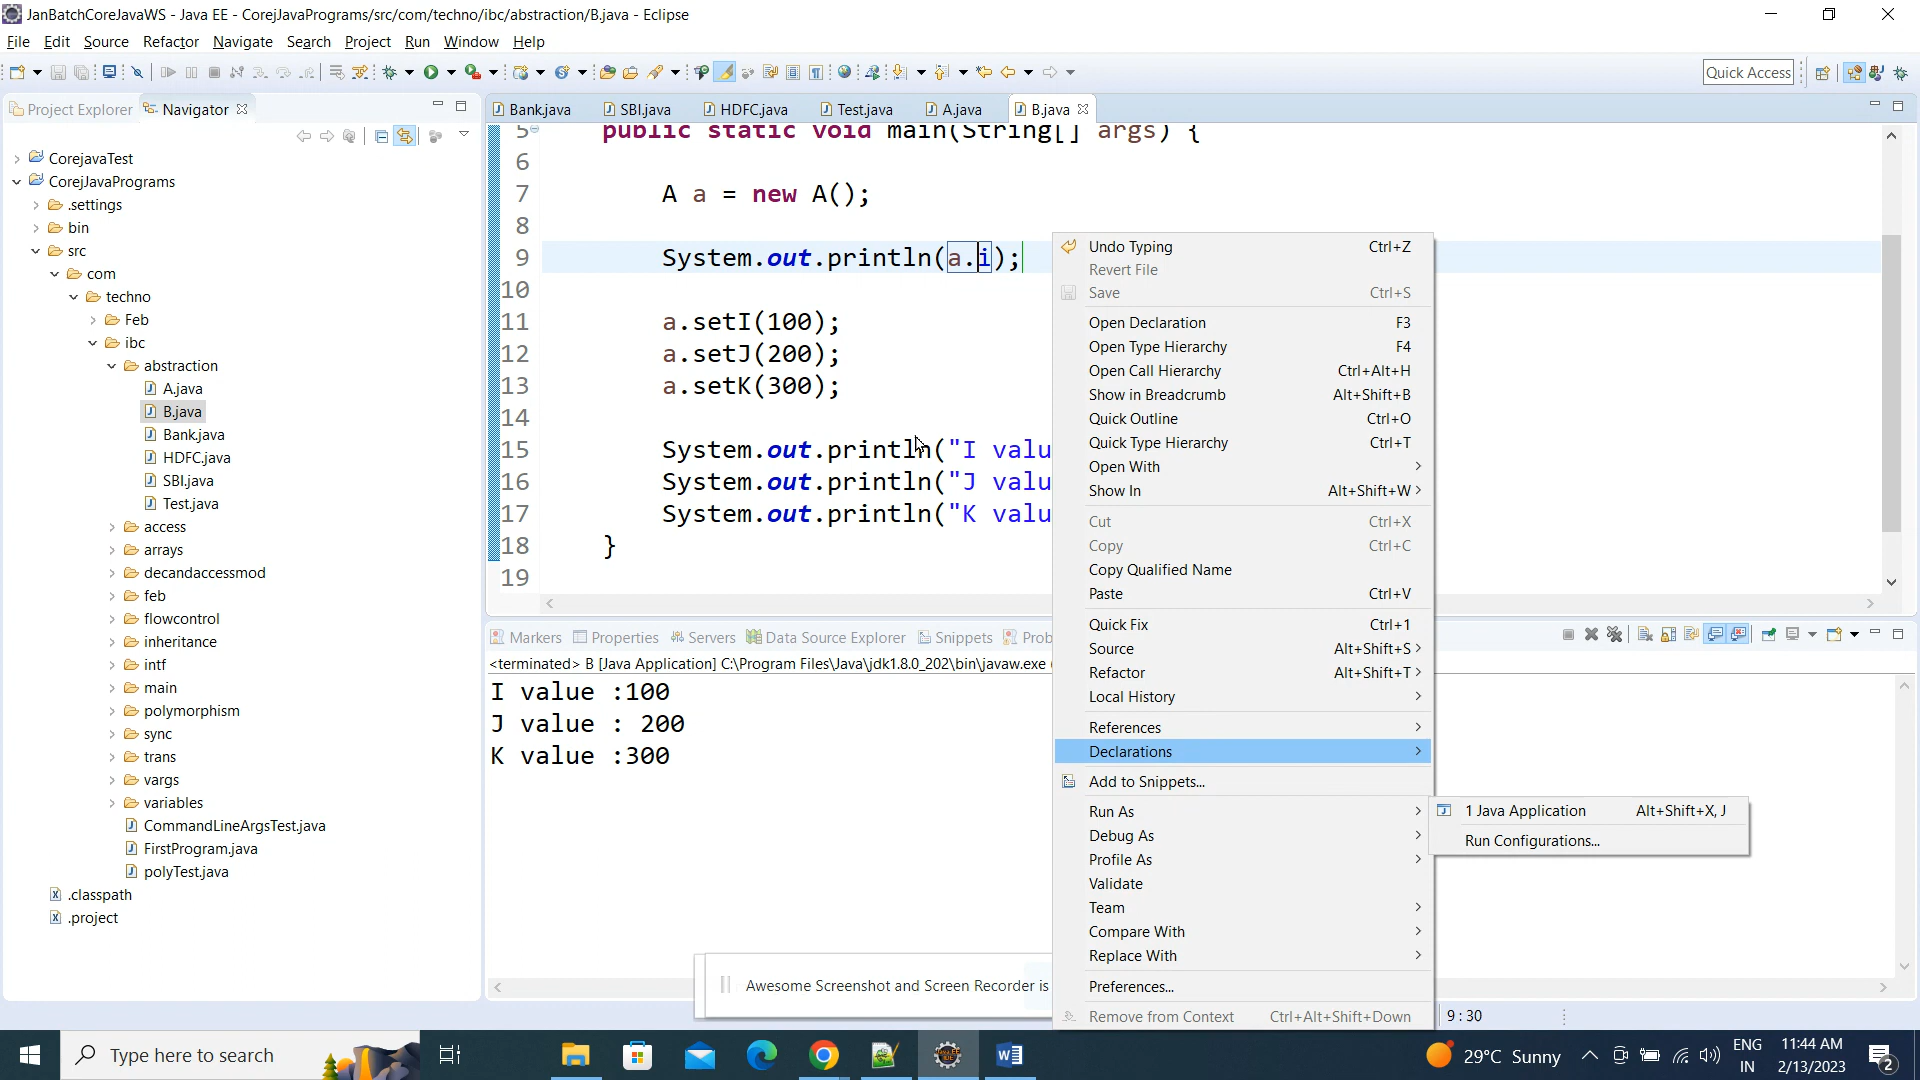 JanBatchCoreJavaWS - Java EE - CorejJavaPrograms/src/com/techno/ibc/abstraction/B.java - Eclipse
File Edit Source Refactor Navigate Search Project Run Window Help
Quick Access
Project Explorer Navigator
Bank.java SBI.java HDFC.java Test.java A.java B.java
CorejavaTest
CorejJavaPrograms
.settings
bin
src
com
techno
Feb
ibc
abstraction
A.java
B.java
Bank.java
HDFC.java
SBI.java
Test.java
access
arrays
decandaccessmod
feb
flowcontrol
inheritance
intf
main
polymorphism
sync
trans
vargs
variables
CommandLineArgsTest.java
FirstProgram.java
polyTest.java
.classpath
.project
5 public static void main(String[] args) {
6
7 A a = new A();
8
9 System.out.println(a.i);
10
11 a.setI(100);
12 a.setJ(200);
13 a.setK(300);
14
15 System.out.println("I valu
16 System.out.println("J valu
17 System.out.println("K valu
18 }
19
Markers Properties Servers Data Source Explorer Snippets Prob
<terminated> B [Java Application] C:\Program Files\Java\jdk1.8.0_202\bin\javaw.exe (
I value :100
J value : 200
K value :300
Undo Typing Ctrl+Z
Revert File
Save Ctrl+S
Open Declaration F3
Open Type Hierarchy F4
Open Call Hierarchy Ctrl+Alt+H
Show in Breadcrumb Alt+Shift+B
Quick Outline Ctrl+O
Quick Type Hierarchy Ctrl+T
Open With
Show In Alt+Shift+W
Cut Ctrl+X
Copy Ctrl+C
Copy Qualified Name
Paste Ctrl+V
Quick Fix Ctrl+1
Source Alt+Shift+S
Refactor Alt+Shift+T
Local History
References
Declarations
Add to Snippets...
Run As
Debug As
Profile As
Validate
Team
Compare With
Replace With
Preferences...
Remove from Context Ctrl+Alt+Shift+Down
1 Java Application Alt+Shift+X, J
Run Configurations...
Awesome Screenshot and Screen Recorder is
9 : 30
Type here to search
29°C Sunny
ENG
IN
11:44 AM
2/13/2023
2